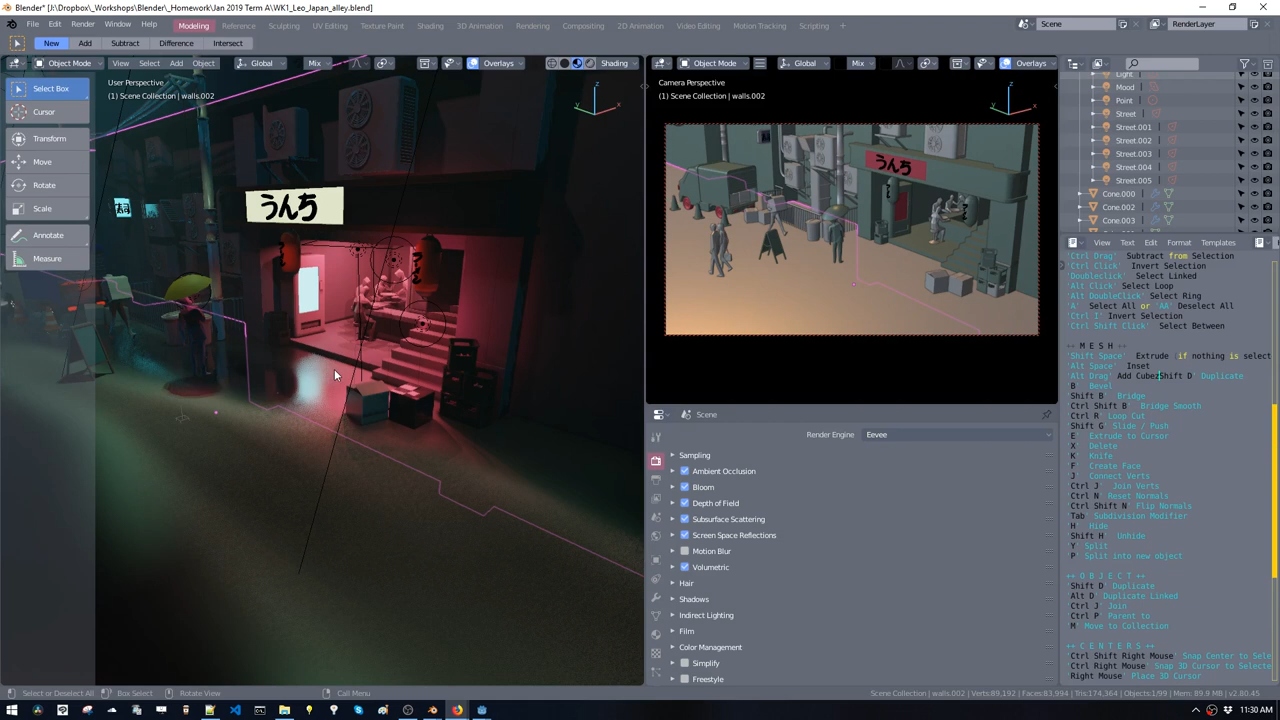 Blender* [J:\Dropbox\_Workshops\Blender\_Homework\Jan 2019 Term A\WK1_Leo_Japan_alley.blend]
File Edit Render Window Help Modeling Reference Sculpting UV Editing Texture Paint Shading 3D Animation Rendering Compositing 2D Animation Video Editing Motion Tracking Scripting + Scene RenderLayer
New Add Subtract Difference Intersect
Object Mode View Select Add Object Global Mix Overlays Shading
Object Mode Global Mix Overlays
User Perspective
(1) Scene Collection | walls.002
Camera Perspective
(1) Scene Collection | walls.002
Select Box
Cursor
Transform
Move
Rotate
Scale
Annotate
Measure
うんち
うんち
Light
Mood
Point
Street
Street.001
Street.002
Street.003
Street.004
Street.005
Cone.000
Cone.002
Cone.003
View Text Edit Format Templates
'Ctrl Drag' Subtract from Selection
'Ctrl Click' Invert Selection
'Doubleclick' Select Linked
'Alt Click' Select Loop
'Alt DoubleClick' Select Ring
'A' Select All or 'AA' Deselect All
'Ctrl I' Invert Selection
'Ctrl Shift Click' Select Between
++ M E S H ++
'Shift Space' Extrude (if nothing is select
'Alt Space' Inset
'Alt Drag' Add CubezShift D' Duplicate
B' Bevel
Shift B' Bridge
Ctrl Shift B' Bridge Smooth
Ctrl R' Loop Cut
Shift G' Slide / Push
E' Extrude to Cursor
X' Delete
K' Knife
F' Create Face
J' Connect Verts
Ctrl J' Join Verts
Ctrl N' Reset Normals
Ctrl Shift N' Flip Normals
Tab' Subdivision Modifier
H' Hide
Shift H' Unhide
Y' Split
P' Split into new object
++ O B J E C T ++
Shift D' Duplicate
Alt D' Duplicate Linked
Ctrl J' Join
Ctrl P' Parent to
M' Move to Collection
++ C E N T E R S ++
Ctrl Shift Right Mouse' Snap Center to Sele
Ctrl Right Mouse' Snap 3D Cursor to Selecte
Right Mouse' Place 3D Cursor
Scene
Render Engine Eevee
Sampling
Ambient Occlusion
Bloom
Depth of Field
Subsurface Scattering
Screen Space Reflections
Motion Blur
Volumetric
Hair
Shadows
Indirect Lighting
Film
Color Management
Simplify
Freestyle
Select or Deselect All Box Select Rotate View Call Menu Scene Collection | walls.002 | Verts:89,192 | Faces:83,994 | Tris:174,364 | Objects:1/99 | Mem: 89.9 MB | v2.80.45
11:30 AM